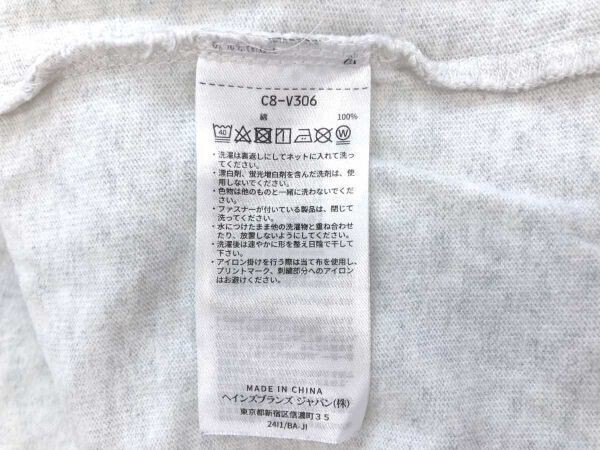 C8-V306
綿 100%
40
・洗濯は裏返しにしてネットに入れて洗っ
てください。
・漂白剤、蛍光増白剤を含んだ洗剤は、使
用しないでください。
・色物は他のものと一緒に洗わないでくだ
さい。
・ファスナーが付いている製品は、閉じて
洗ってください。
・水につけたまま他の洗濯物と重ね合わせ
たり、放置しないようにしてください。
・洗濯後は速やかに形を整え日陰で干して
下さい。
・アイロン掛けを行う際は当て布を使用し、
プリントマーク、刺繍部分へのアイロン
はお避けください。
MADE IN CHINA
ヘインズブランズ ジャパン(株)
東京都新宿区信濃町35
24I1/BA-JI